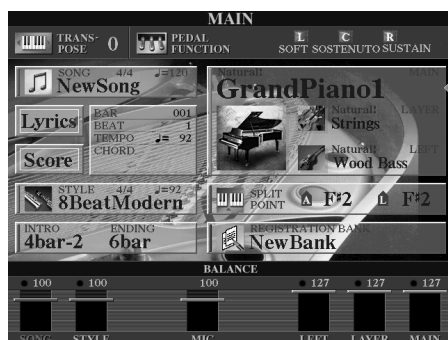 MAIN
TRANS-
POSE 0
PEDAL
FUNCTION
L C R
SOFT SOSTENUTO SUSTAIN
SONG 4/4 ♩=120
NewSong
Natural! MAIN
GrandPiano1
Lyrics
Score
BAR 001
BEAT 1
TEMPO ♩= 92
CHORD
Natural! LAYER
Strings
Natural! LEFT
Wood Bass
STYLE 4/4 ♩=92
8BeatModern
SPLIT
POINT A F♯2 L F♯2
INTRO ENDING
4bar-2 6bar
REGISTRATION BANK
NewBank
BALANCE
100 100 100 127 127 127
SONG STYLE MIC LEFT LAYER MAIN